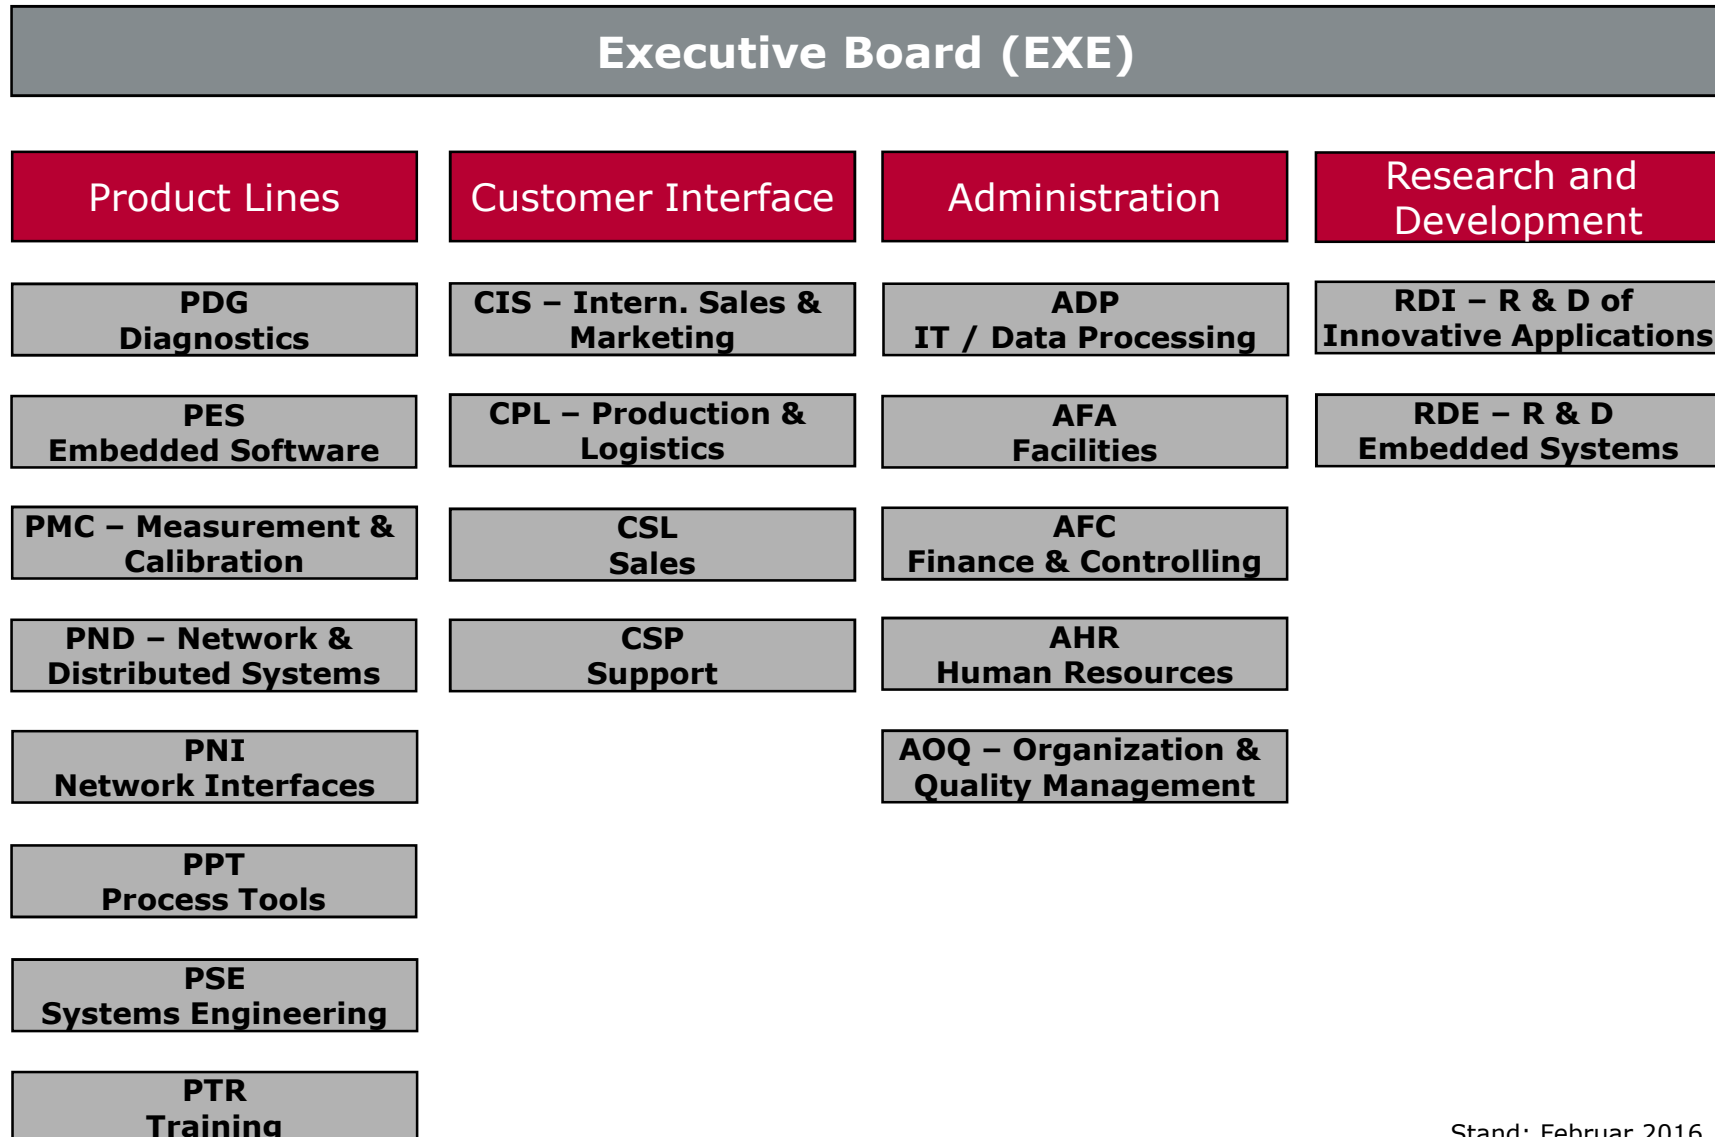 Executive Board (EXE)
Product Lines
PDG
Diagnostics
PES
Embedded Software
PMC – Measurement &
Calibration
PND – Network &
Distributed Systems
PNI
Network Interfaces
PPT
Process Tools
PSE
Systems Engineering
PTR
Training
Customer Interface
CIS – Intern. Sales &
Marketing
CPL – Production &
Logistics
CSL
Sales
CSP
Support
Administration
ADP
IT / Data Processing
AFA
Facilities
AFC
Finance & Controlling
AHR
Human Resources
AOQ – Organization &
Quality Management
Research and
Development
RDI – R & D of
Innovative Applications
RDE – R & D
Embedded Systems
Stand: Februar 2016